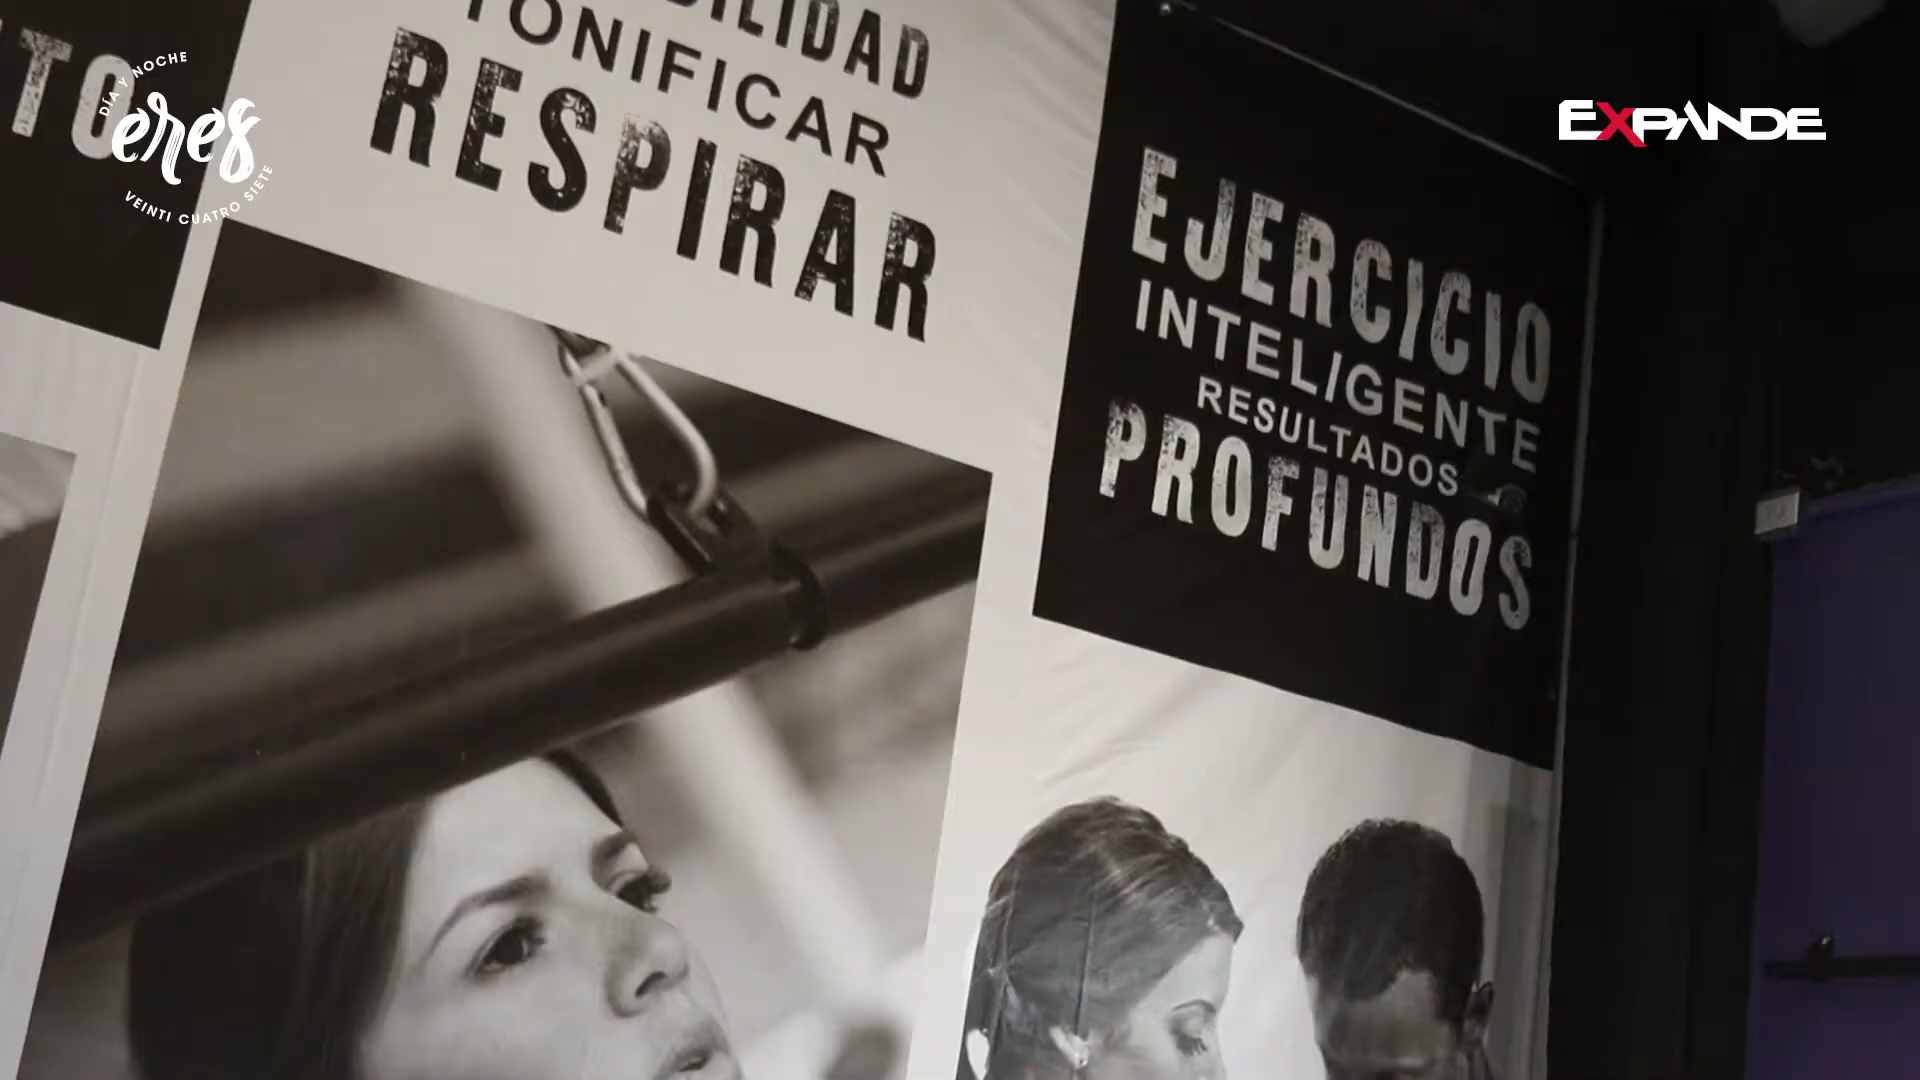 DÍA Y NOCHE
eres
VEINTI CUATRO SIETE
TONIFICAR
RESPIRAR
EJERCICIO
INTELIGENTE
RESULTADOS
PROFUNDOS
EXPANDE